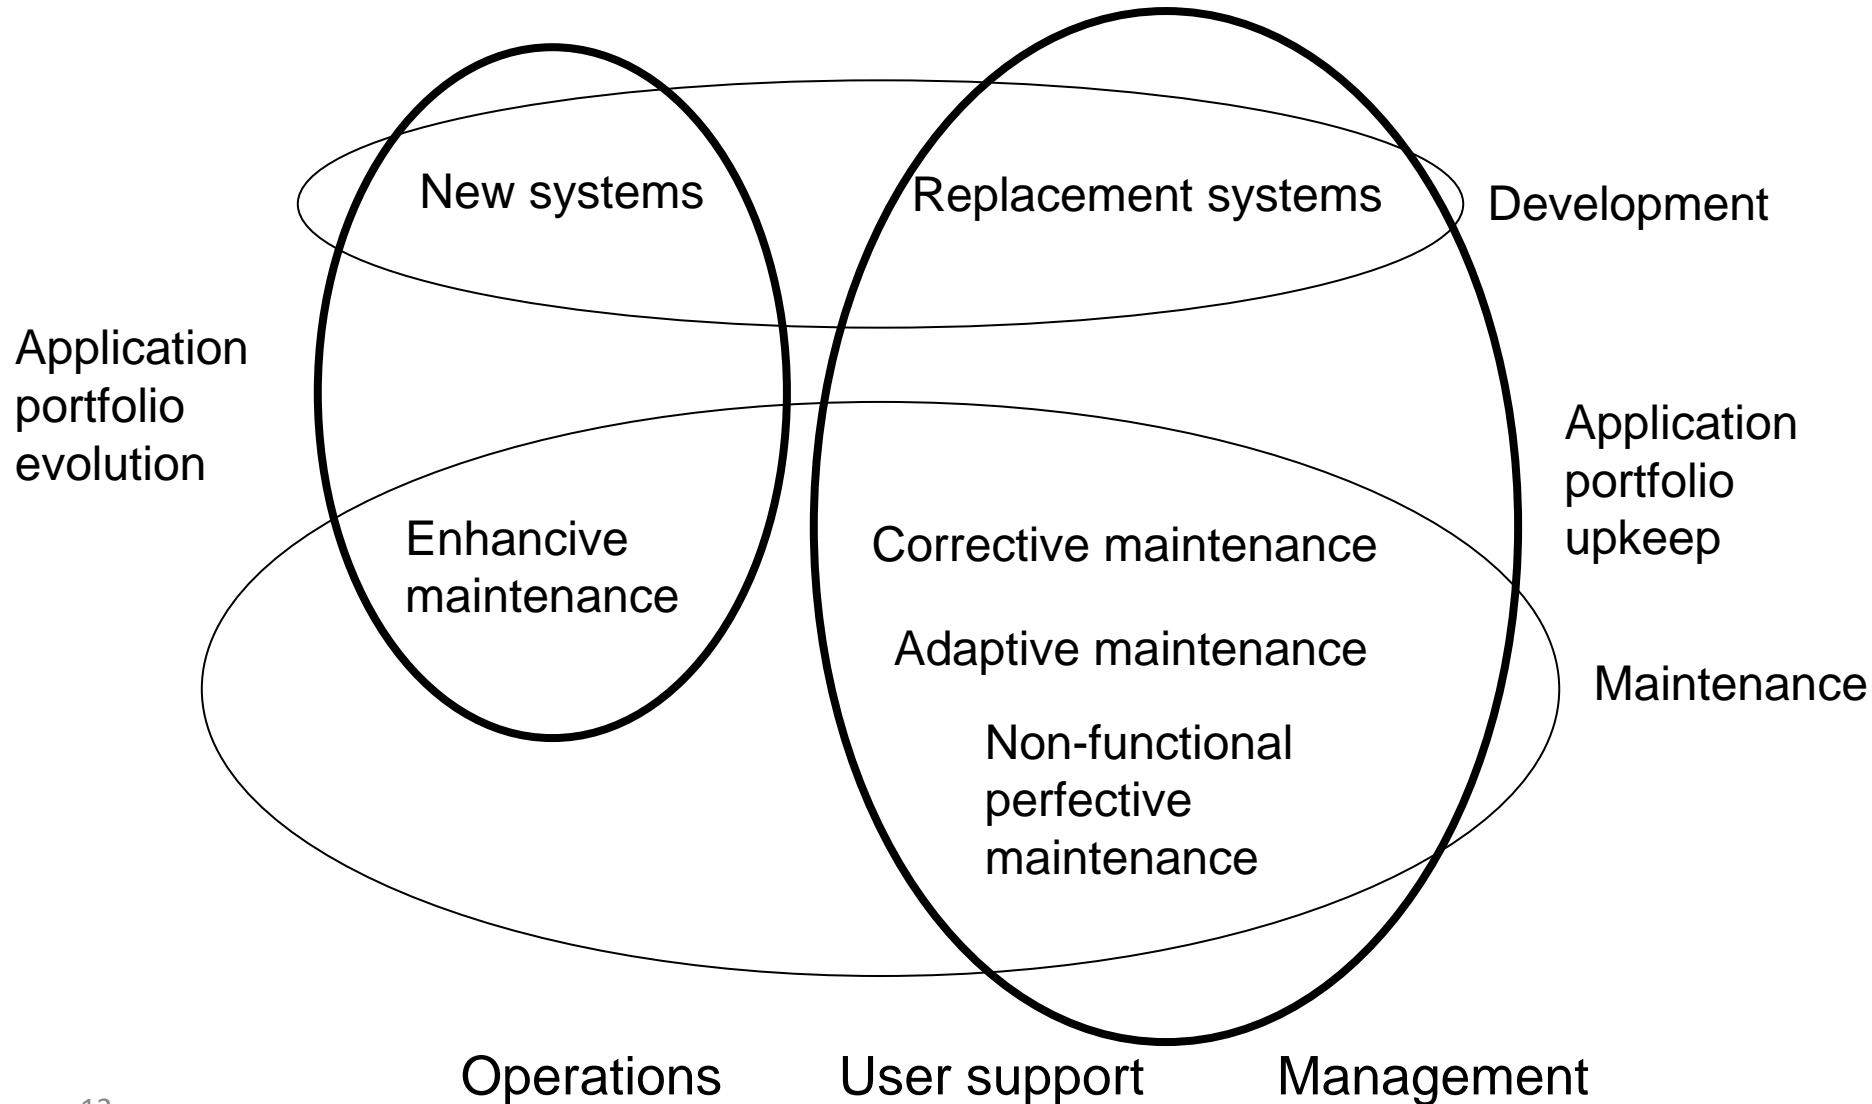 New systems
Replacement systems
Development
Application
portfolio
evolution
Application
portfolio
upkeep
Enhancive
maintenance
Corrective maintenance
Adaptive maintenance
Maintenance
Non-functional
perfective
maintenance
Operations
User support
Management
12